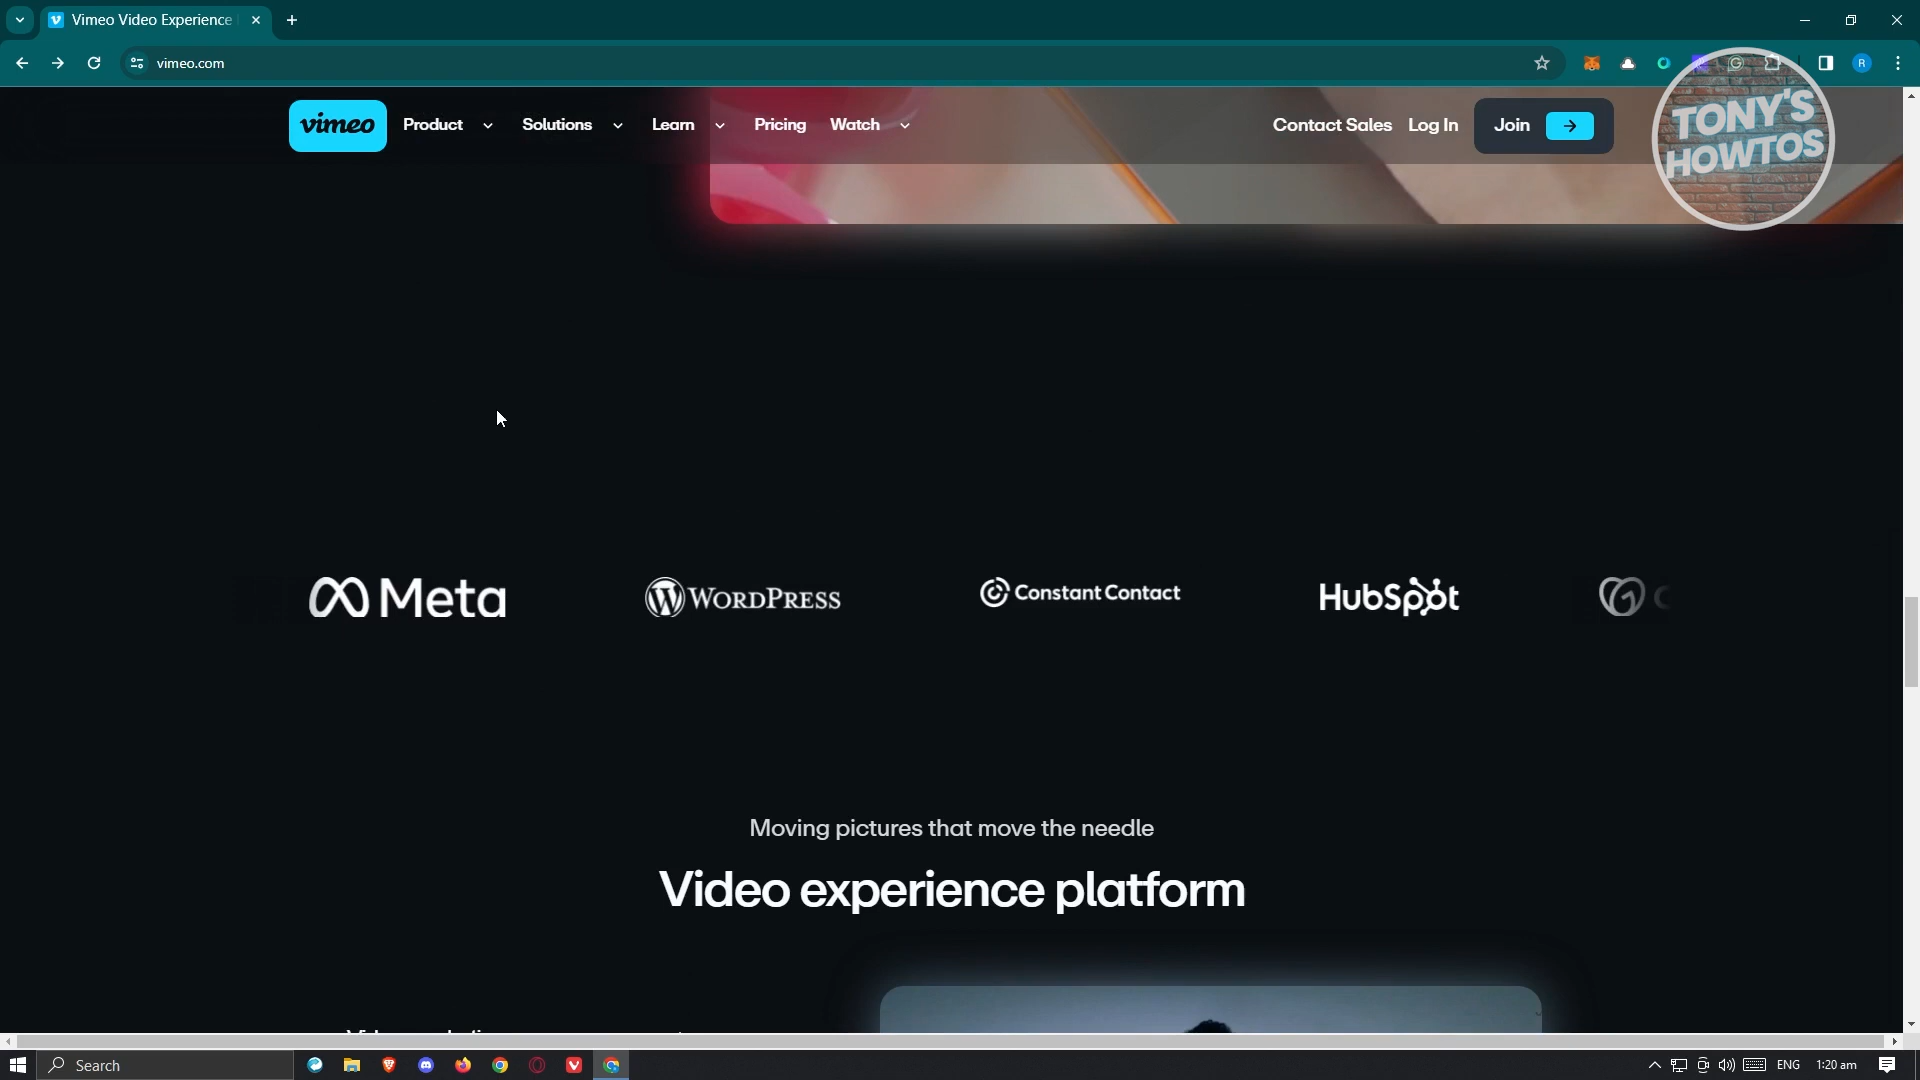 Vimeo Video Experience
vimeo.com
R
vimeo
Product
Solutions
Learn
Pricing
Watch
Contact Sales
Log In
Join
TONY'S
HOWTOS
Meta
WORDPRESS
Constant Contact
HubSpot
Moving pictures that move the needle
Video experience platform
Search
ENG
1:20 am